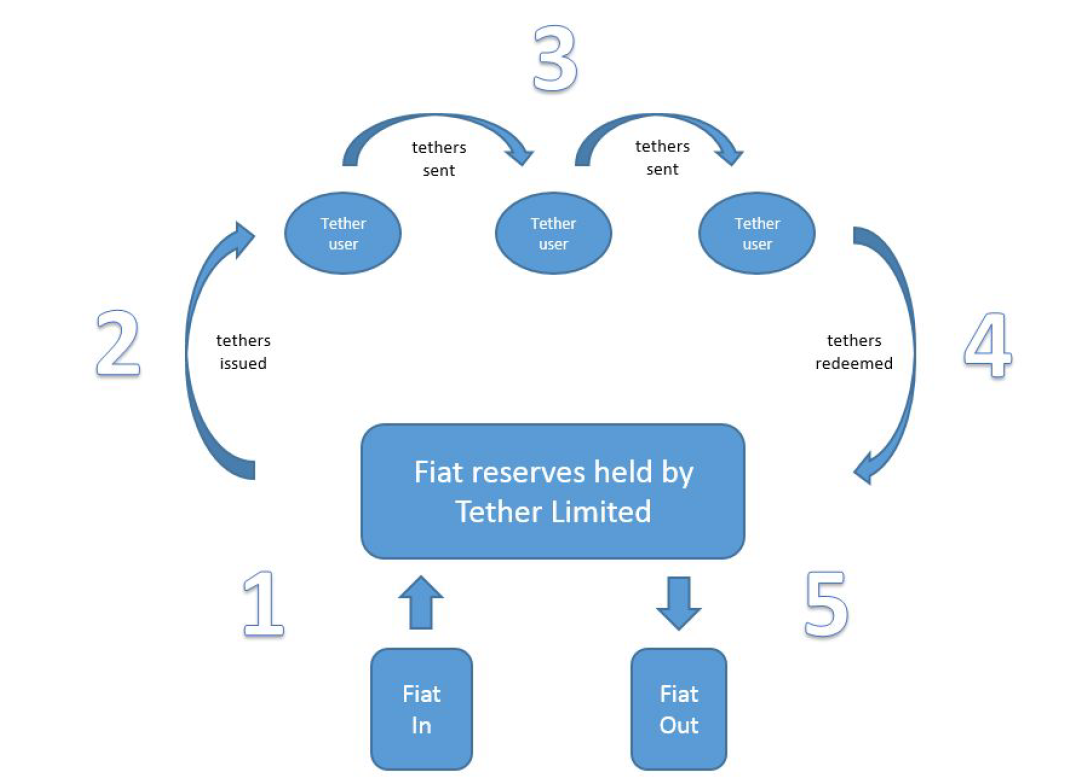 3
tethers
sent
tethers
sent
Tether
user
Tether
user
Tether
user
2
tethers
issued
tethers
redeemed
4
Fiat reserves held by
Tether Limited
1
5
Fiat
In
Fiat
Out